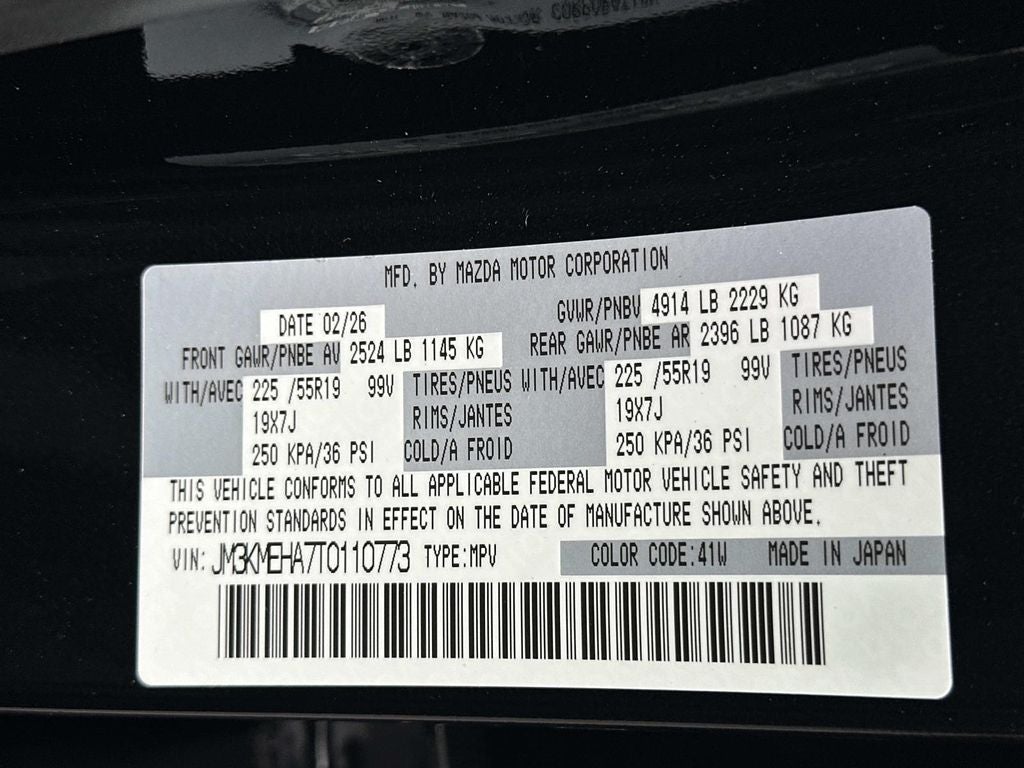 MFD. BY MAZDA MOTOR CORPORATION
DATE 02/26 GVWR/PNBV 4914 LB 2229 KG
FRONT GAWR/PNBE AV 2524 LB 1145 KG REAR GAWR/PNBE AR 2396 LB 1087 KG
WITH/AVEC 225 /55R19 99V TIRES/PNEUS WITH/AVEC 225 /55R19 99V TIRES/PNEUS
19X7J RIMS/JANTES 19X7J RIMS/JANTES
250 KPA/36 PSI COLD/A FROID 250 KPA/36 PSI COLD/A FROID
THIS VEHICLE CONFORMS TO ALL APPLICABLE FEDERAL MOTOR VEHICLE SAFETY AND THEFT
PREVENTION STANDARDS IN EFFECT ON THE DATE OF MANUFACTURE SHOWN ABOVE.
VIN: JM3KMEHA7T0110773 TYPE:MPV COLOR CODE:41W MADE IN JAPAN